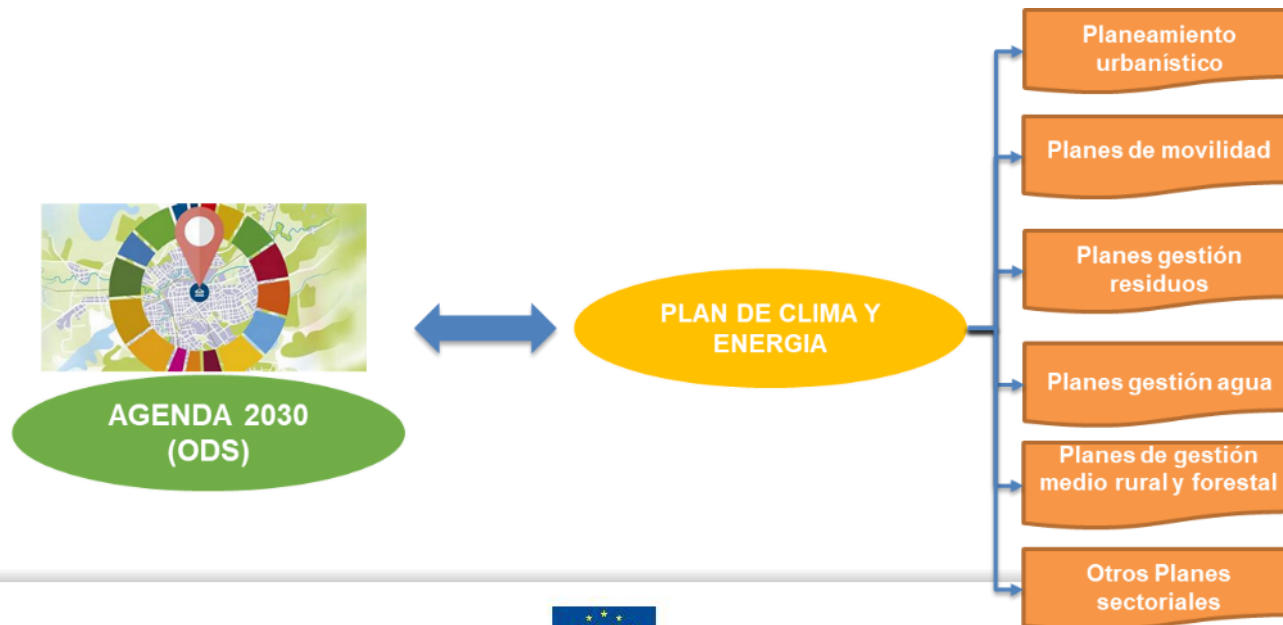 AGENDA 2030
(ODS)
PLAN DE CLIMA Y
ENERGIA
Planeamiento
urbanístico
Planes de movilidad
Planes gestión
residuos
Planes gestión agua
Planes de gestión
medio rural y forestal
Otros Planes
sectoriales